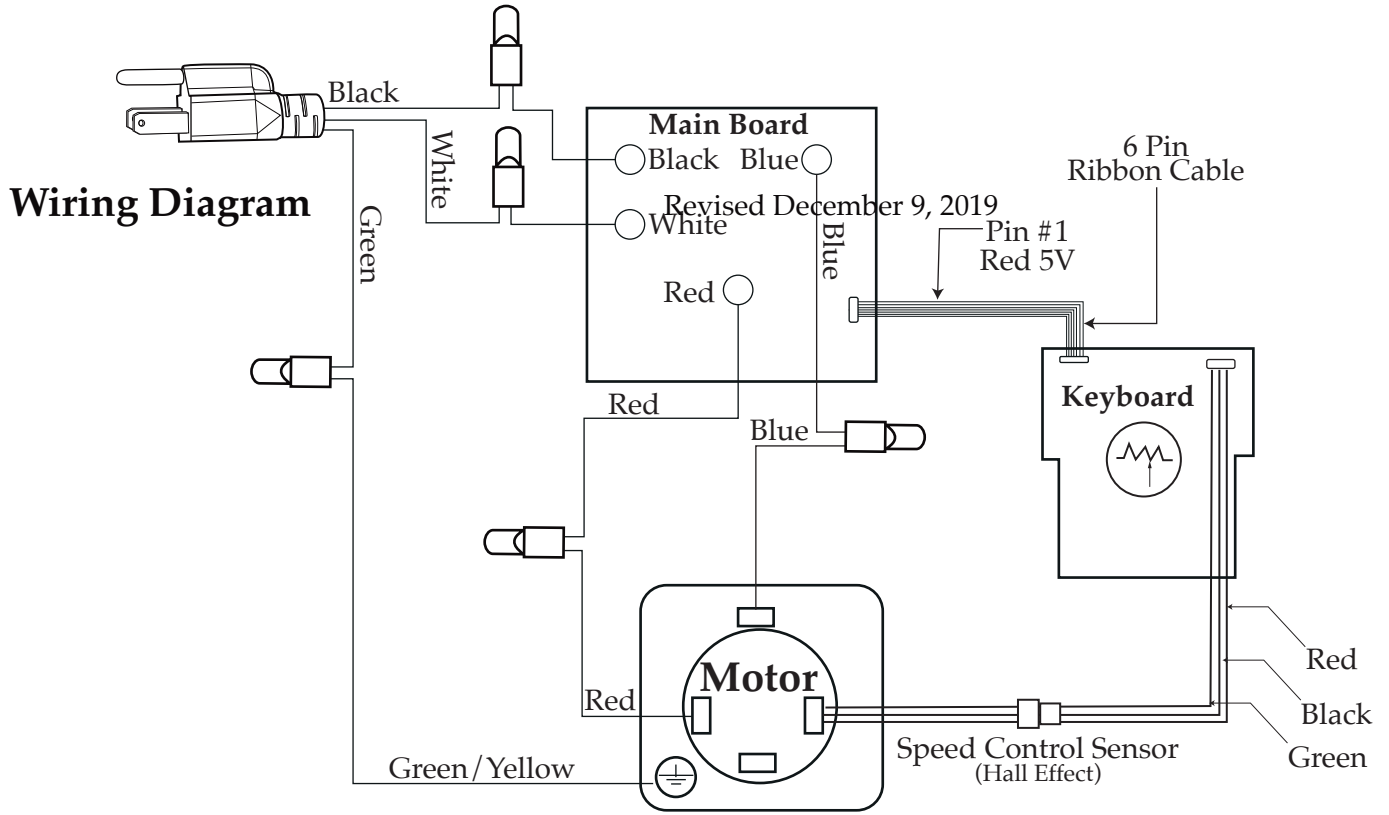 Black
White
Green
Wiring Diagram
Main Board
Black
Blue
White
Revised December 9, 2019
Blue
Red
6 Pin
Ribbon Cable
Pin #1
Red 5V
Keyboard
Red
Blue
Red
Motor
Green/Yellow
Speed Control Sensor
(Hall Effect)
Red
Black
Green